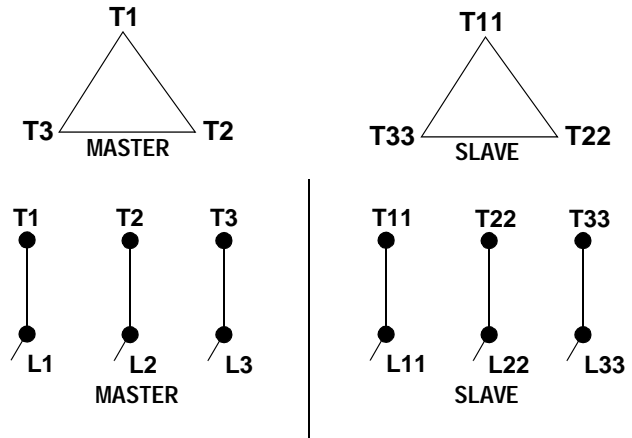 T1
T11
T3 T2
MASTER
T33 T22
SLAVE
T1 T2 T3
T11 T22 T33
L1 L2 L3
L11 L22 L33
MASTER
SLAVE